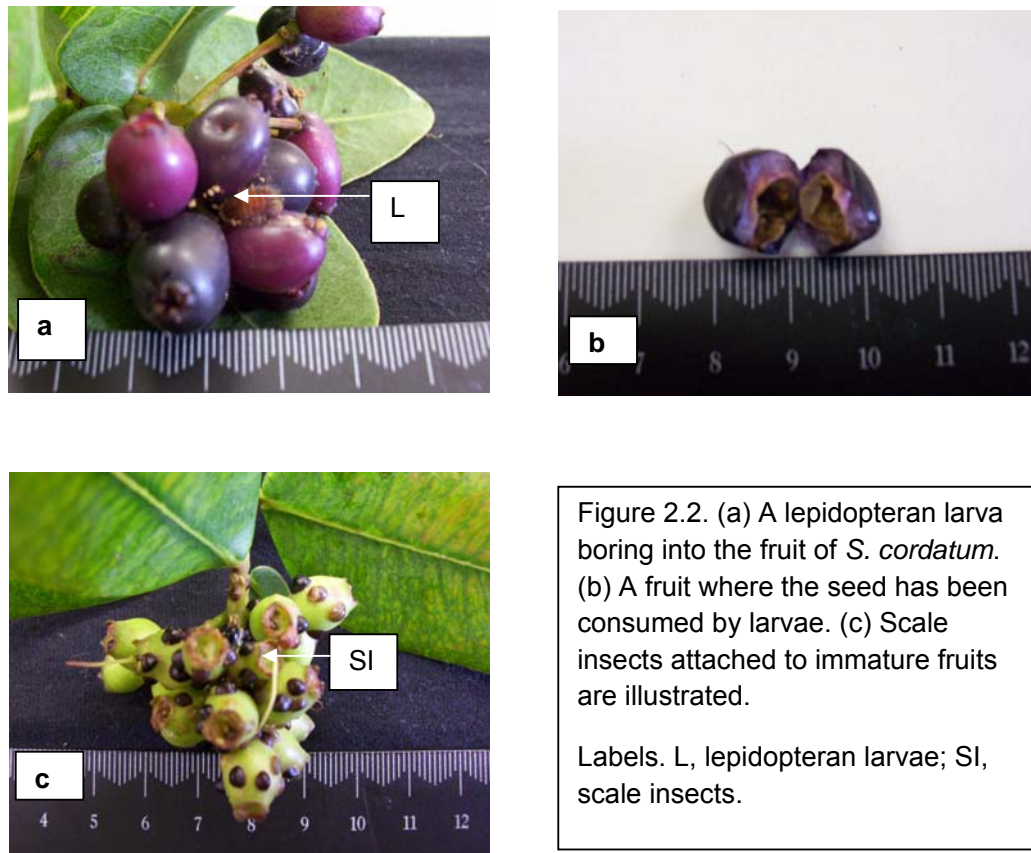 L
a
b
6 7 8 9 10 11 12
SI
c
4 5 6 7 8 9 10 11 12
Figure 2.2. (a) A lepidopteran larva
boring into the fruit of S. cordatum.
(b) A fruit where the seed has been
consumed by larvae. (c) Scale
insects attached to immature fruits
are illustrated.
Labels. L, lepidopteran larvae; SI,
scale insects.